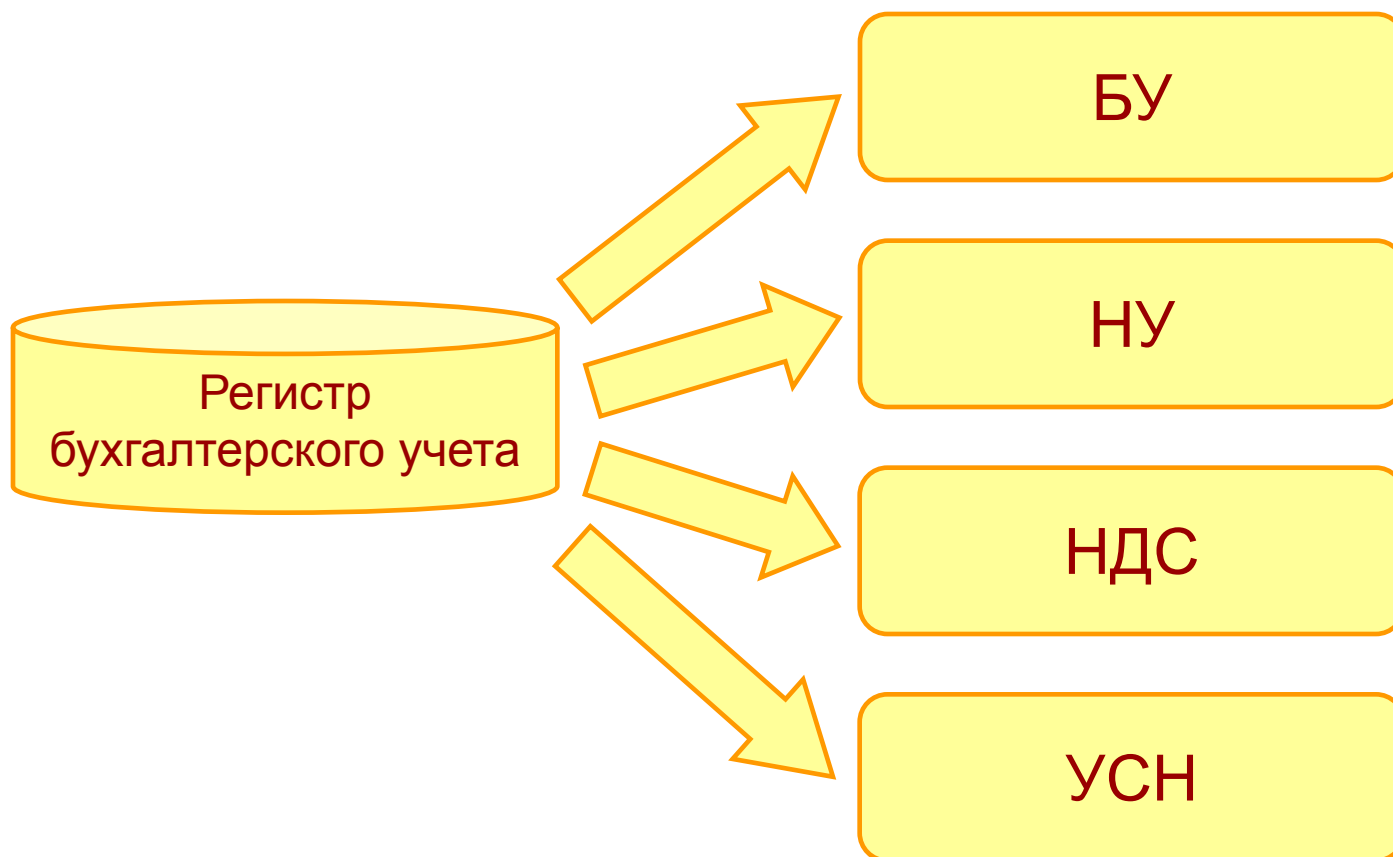 БУ
НУ
Регистр
бухгалтерского учета
НДС
УСН